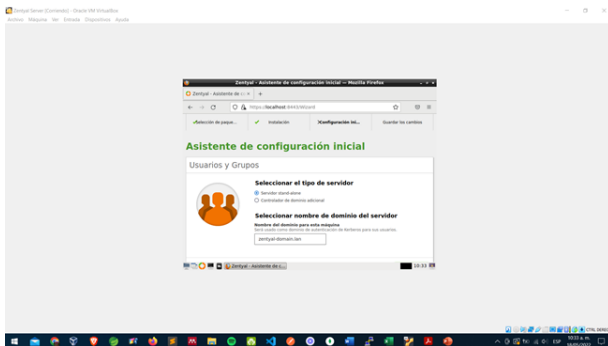 Zentyal Server [Corriendo] - Oracle VM VirtualBox
Archivo Máquina Ver Entrada Dispositivos Ayuda
Zentyal - Asistente de configuración inicial — Mozilla Firefox
Zentyal - Asistente de c
https://localhost:8443/Wizard
Selección de paque...
Instalación
Configuración ini...
Guardar los cambios
Asistente de configuración inicial
Usuarios y Grupos
Seleccionar el tipo de servidor
Servidor stand-alone
Controlador de dominio adicional
Seleccionar nombre de dominio del servidor
Nombre del dominio para esta máquina
Será usado como dominio de autenticación de Kerberos para sus usuarios.
zentyal-domain.lan
Zentyal - Asistente de c...
10:33
CTRL DERECHA
ESP
10:33 a. m.